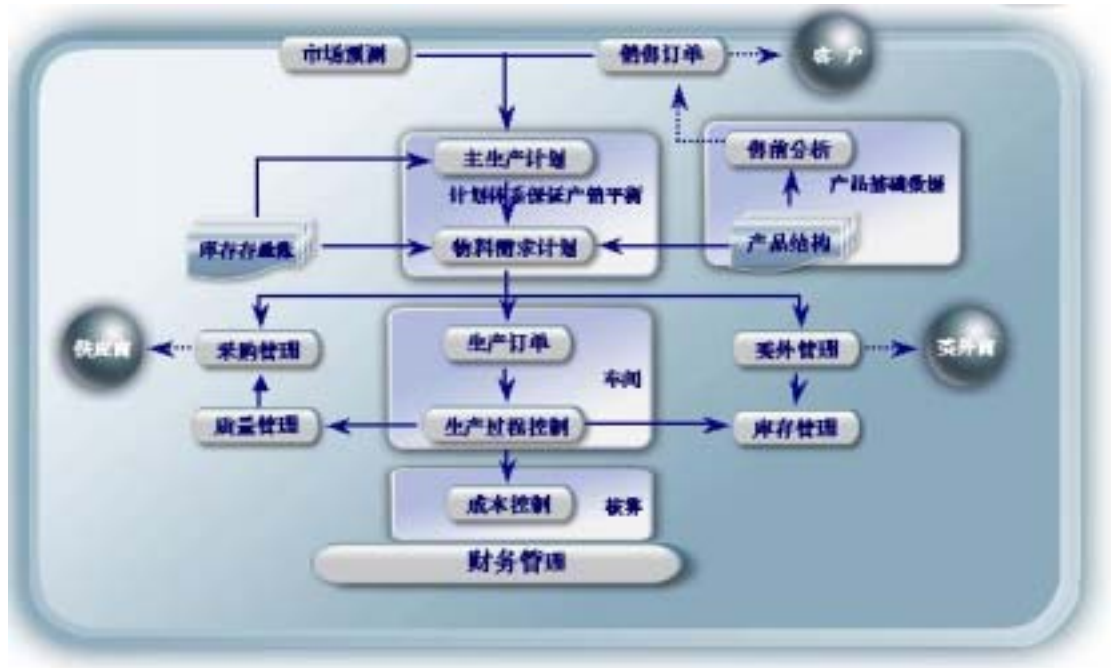 市场预测
销售订单
客户
主生产计划
售前分析
计划体系保证产销平衡
产品基础数据
库存存量账
物料需求计划
产品结构
供应商
采购管理
生产订单
委外管理
委外商
车间
质量管理
生产过程控制
库存管理
成本控制
核算
财务管理